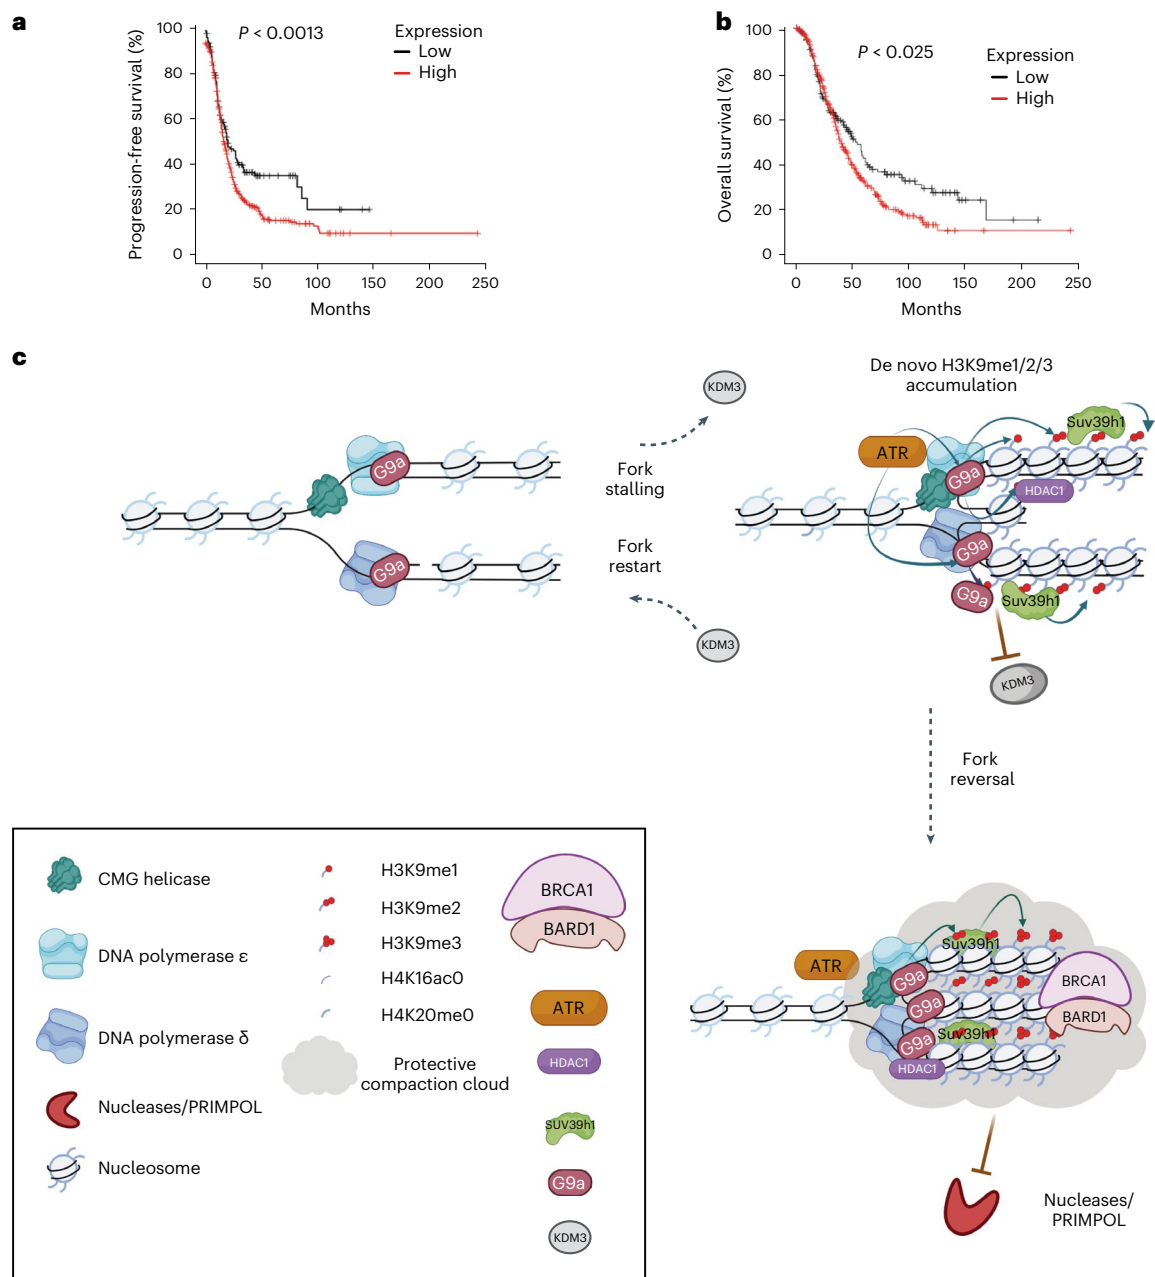 a
P < 0.0013
Expression
Low
High
Progression-free survival (%)
100
80
60
40
20
0
0 50 100 150 200 250
Months
b
P < 0.025
Expression
Low
High
Overall survival (%)
100
80
60
40
20
0
0 50 100 150 200 250
Months
c
G9a
G9a
KDM3
Fork
stalling
Fork
restart
KDM3
De novo H3K9me1/2/3
accumulation
Suv39h1
ATR
G9a
HDAC1
G9a
G9a
Suv39h1
KDM3
Fork
reversal
Suv39h1
ATR
G9a
BRCA1
G9a
BARD1
Suv39h1
G9a
HDAC1
Nucleases/
PRIMPOL
CMG helicase
DNA polymerase ε
DNA polymerase δ
Nucleases/PRIMPOL
Nucleosome
H3K9me1
H3K9me2
H3K9me3
H4K16ac0
H4K20me0
Protective
compaction cloud
BRCA1
BARD1
ATR
HDAC1
SUV39h1
G9a
KDM3